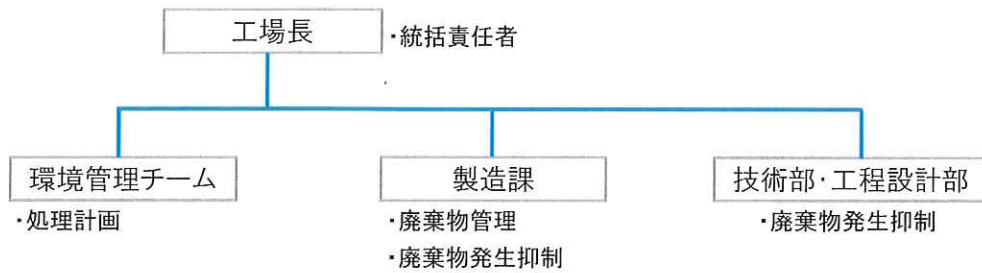 工場長
・統括責任者
環境管理チーム
製造課
技術部・工程設計部
・処理計画
・廃棄物管理
・廃棄物発生抑制
・廃棄物発生抑制